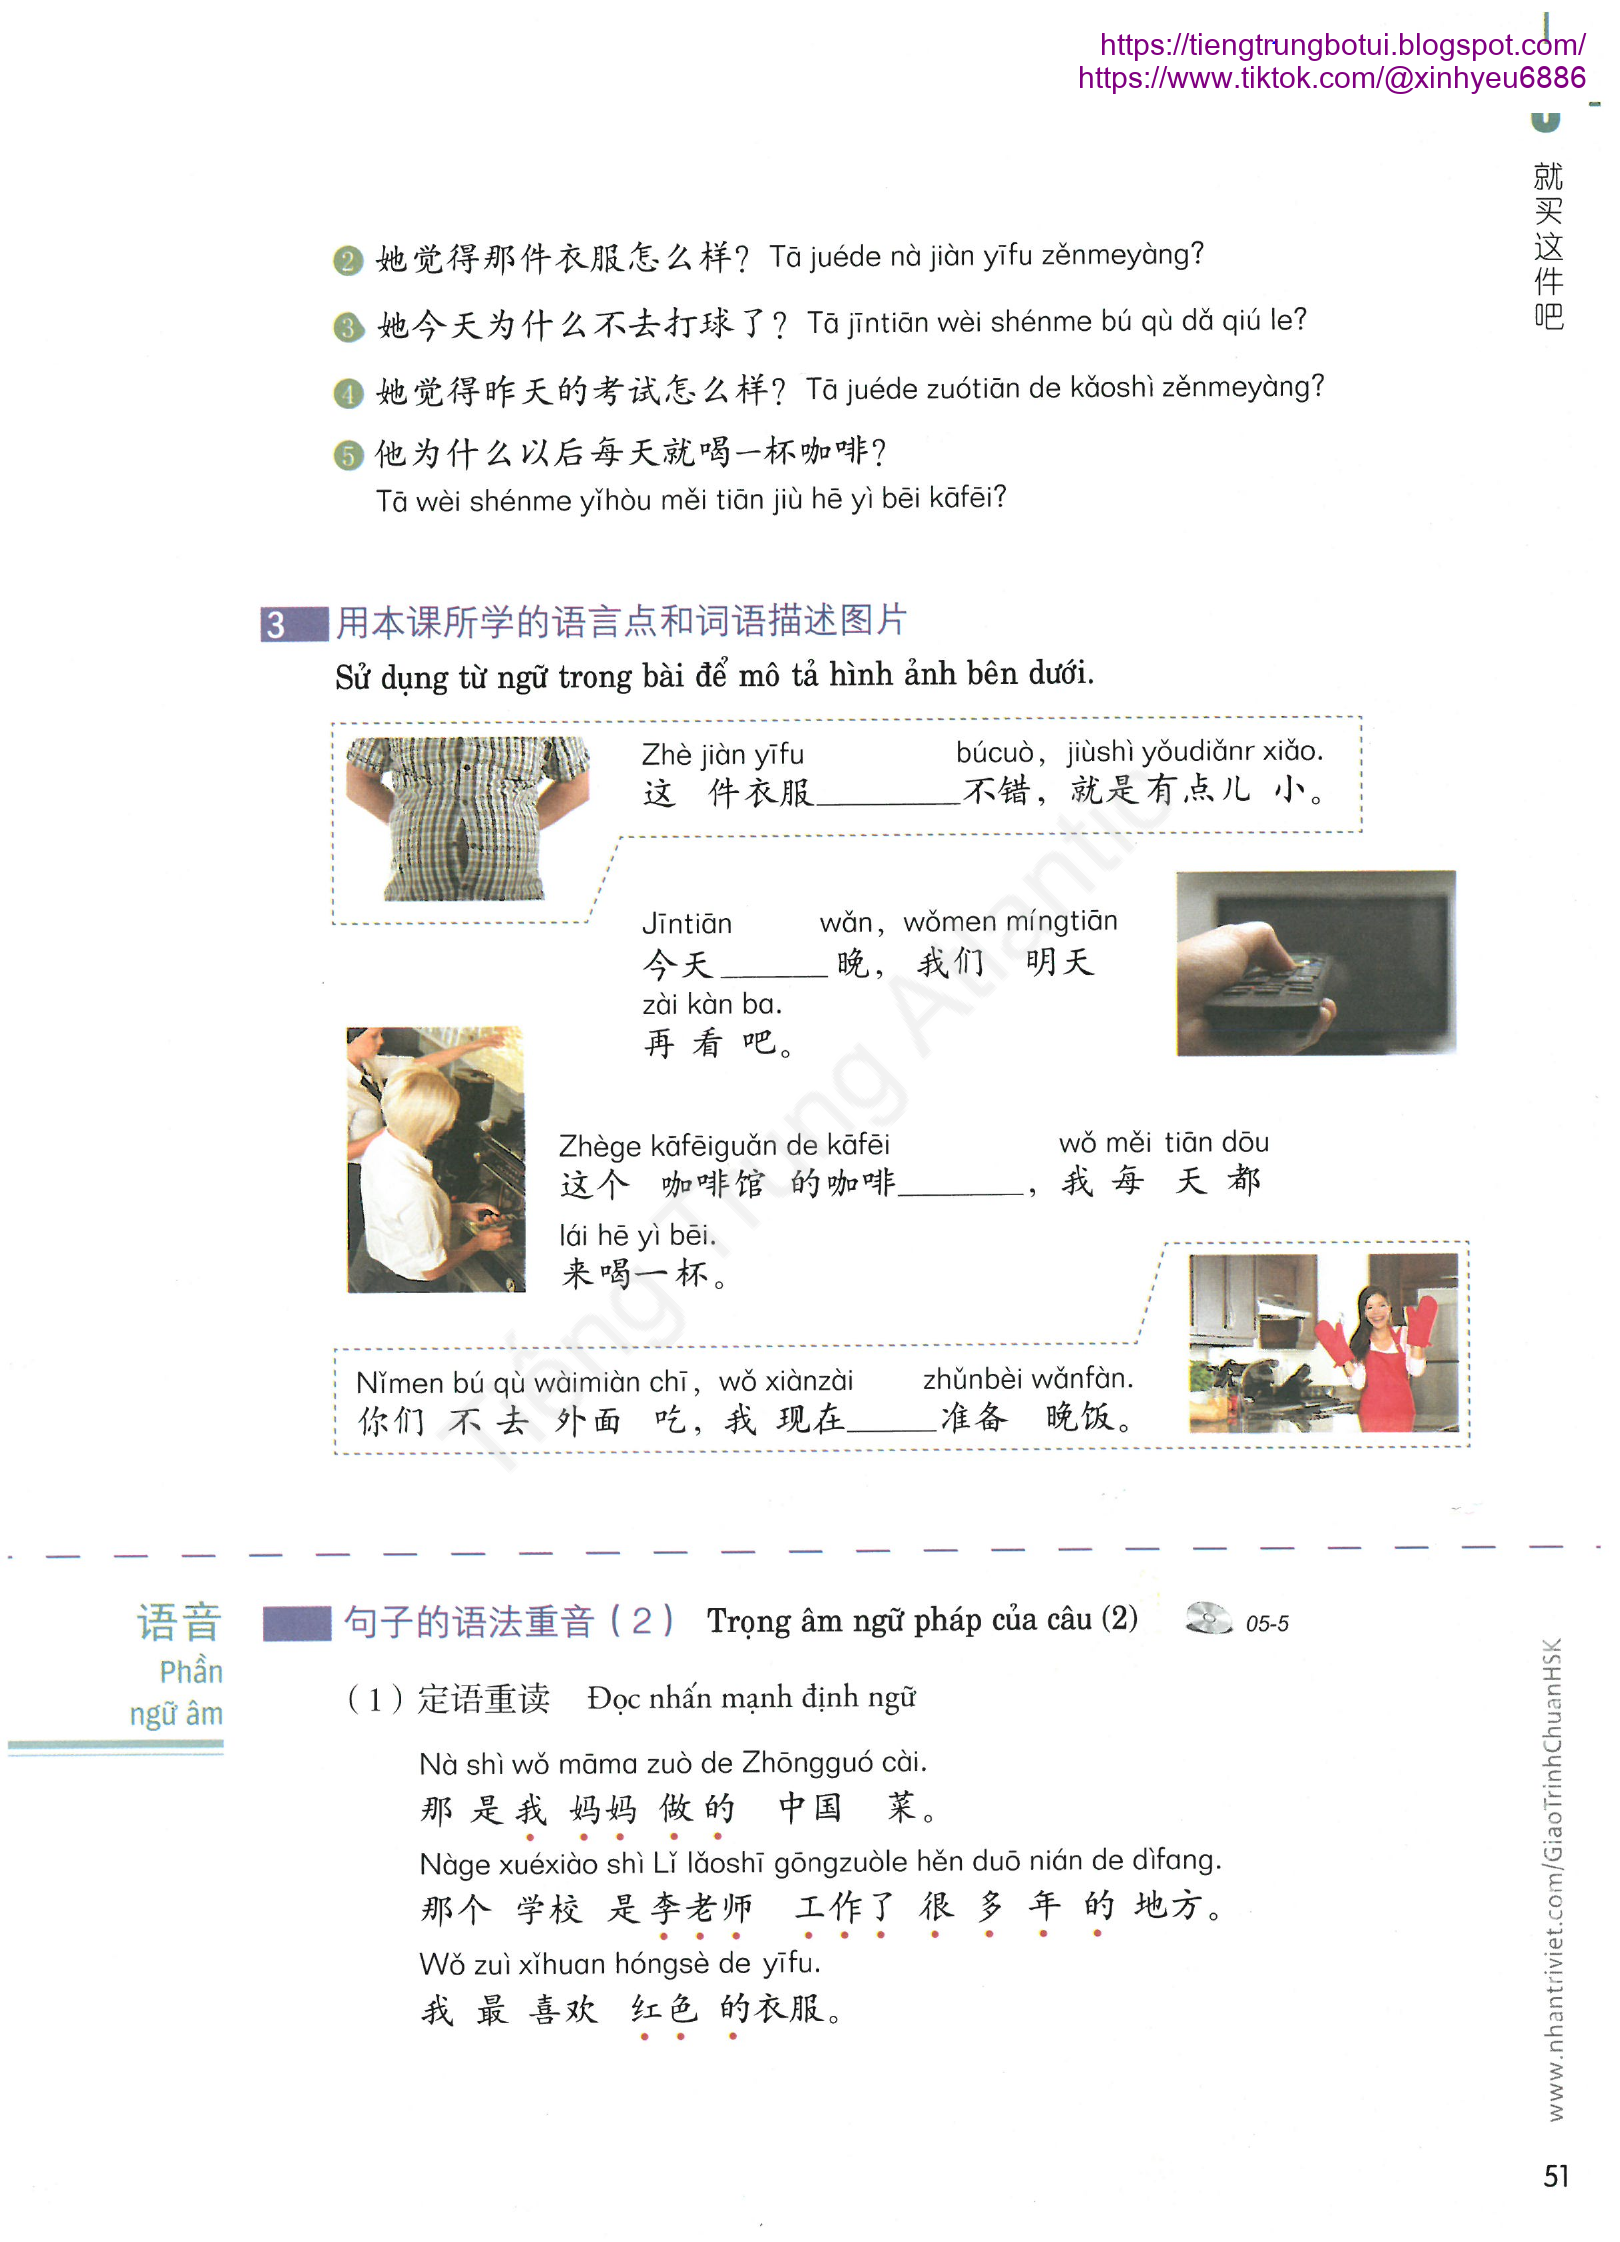 https://tiengtrungbotui.blogspot.com/
https://www.tiktok.com/@xinhyeu6886
就买这件吧
2 她觉得那件衣服怎么样? Tā juéde nà jiàn yīfu zěnmeyàng?
3 她今天为什么不去打球了? Tā jīntiān wèi shénme bú qù dǎ qiú le?
4 她觉得昨天的考试怎么样? Tā juéde zuótiān de kǎoshì zěnmeyàng?
5 他为什么以后每天就喝一杯咖啡?
Tā wèi shénme yǐhòu měi tiān jiù hē yì bēi kāfēi?
3 用本课所学的语言点和词语描述图片
Sử dụng từ ngữ trong bài để mô tả hình ảnh bên dưới.
Zhè jiàn yīfu búcuò, jiùshì yǒudiǎnr xiǎo.
这 件衣服________不错, 就是有点儿 小。
Jīntiān wǎn, wǒmen míngtiān
今天______晚, 我们 明天
zài kàn ba.
再 看 吧。
Zhège kāfēiguǎn de kāfēi wǒ měi tiān dōu
这个 咖啡馆 的咖啡_______, 我 每 天 都
lái hē yì bēi.
来喝一杯。
Nǐmen bú qù wàimiàn chī, wǒ xiànzài zhǔnbèi wǎnfàn.
你们 不 去 外面 吃, 我 现在_____准备 晚饭。
Tiếng Trung Atlantic
语音
Phần
ngữ âm
句子的语法重音(2) Trọng âm ngữ pháp của câu (2) 05-5
(1)定语重读 Đọc nhấn mạnh định ngữ
Nà shì wǒ māma zuò de Zhōngguó cài.
那 是 我 妈妈 做 的 中国 菜。
Nàge xuéxiào shì Lǐ lǎoshī gōngzuòle hěn duō nián de dìfang.
那个 学校 是 李老师 工作了 很 多 年 的 地方。
Wǒ zuì xǐhuan hóngsè de yīfu.
我 最 喜欢 红色 的衣服。
www.nhantriviet.com/GiaoTrinhChuanHSK
51